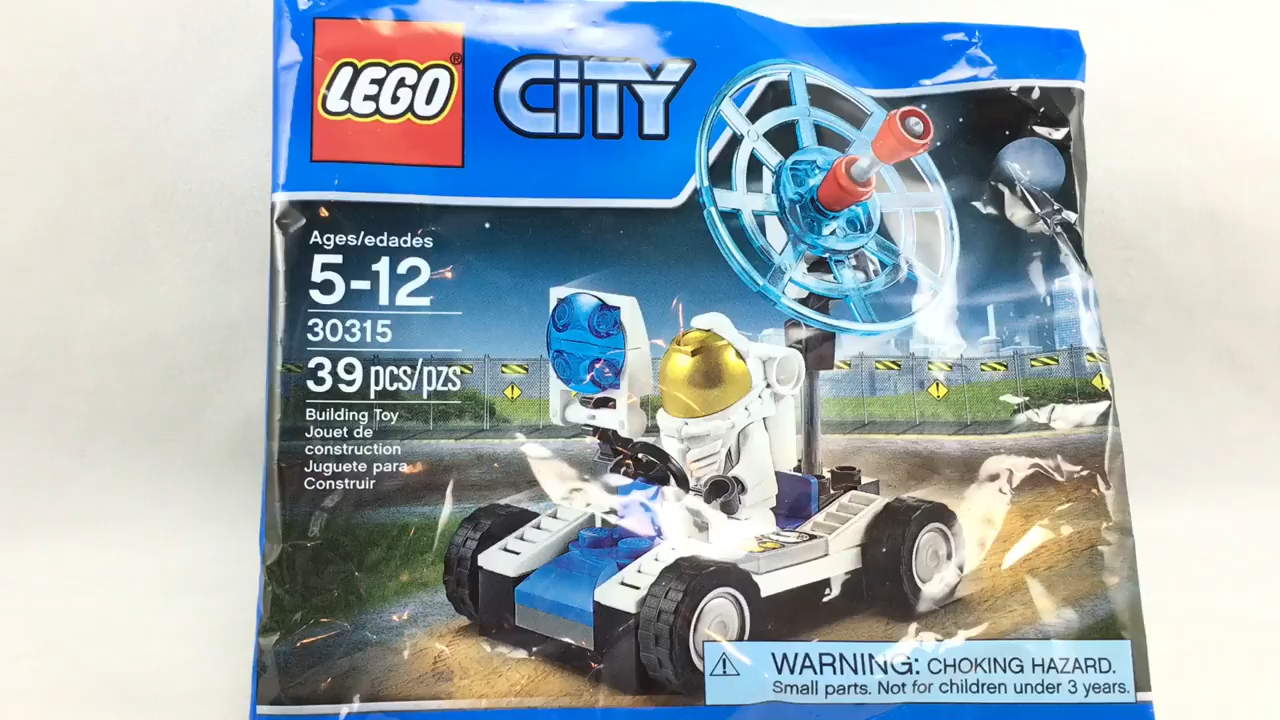 LEGO®
CITY
Ages/edades
5-12
30315
39 pcs/pzs
Building Toy
Jouet de
construction
Juguete para
Construir
WARNING: CHOKING HAZARD.
Small parts. Not for children under 3 years.